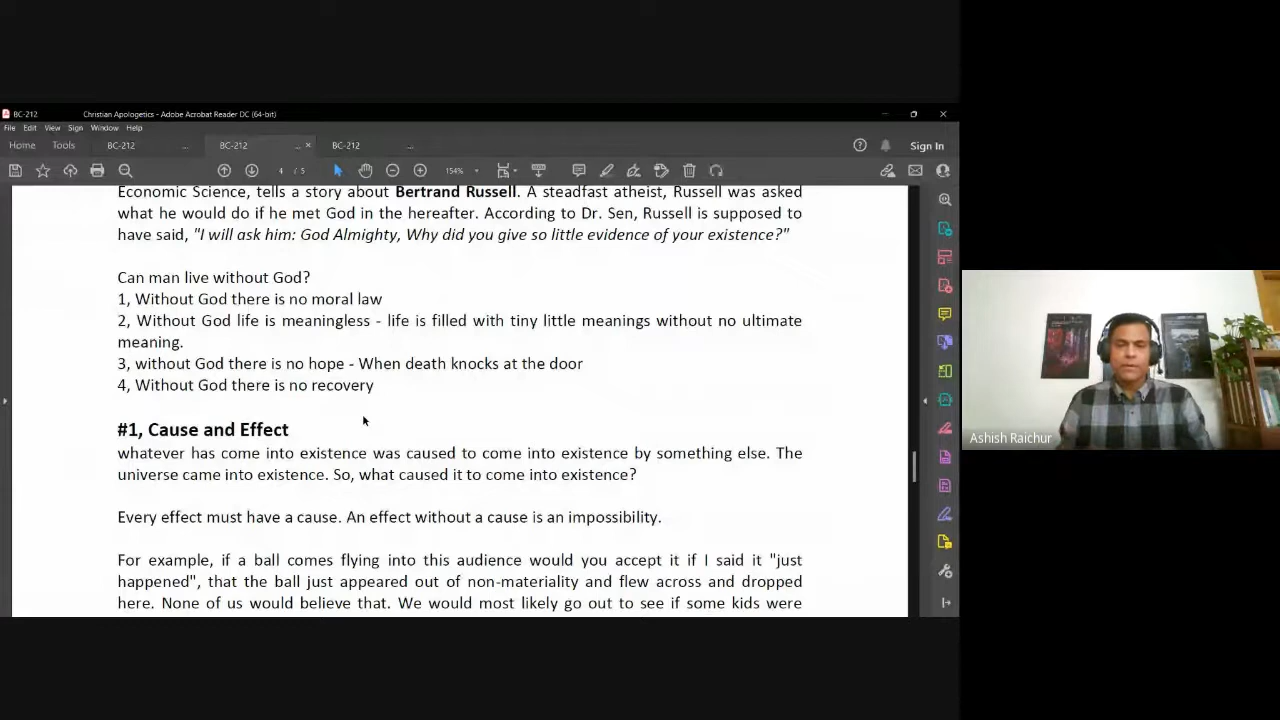 BC-212 Christian Apologetics - Adobe Acrobat Reader DC (64-bit)
File Edit View Sign Window Help
Home Tools BC-212 ... BC-212 ... × BC-212 ...
Sign In
4 / 5 154%
Economic Science, tells a story about Bertrand Russell. A steadfast atheist, Russell was asked
what he would do if he met God in the hereafter. According to Dr. Sen, Russell is supposed to
have said, "I will ask him: God Almighty, Why did you give so little evidence of your existence?"
Can man live without God?
1, Without God there is no moral law
2, Without God life is meaningless - life is filled with tiny little meanings without no ultimate
meaning.
3, without God there is no hope - When death knocks at the door
4, Without God there is no recovery
#1, Cause and Effect
whatever has come into existence was caused to come into existence by something else. The
universe came into existence. So, what caused it to come into existence?
Every effect must have a cause. An effect without a cause is an impossibility.
For example, if a ball comes flying into this audience would you accept it if I said it "just
happened", that the ball just appeared out of non-materiality and flew across and dropped
here. None of us would believe that. We would most likely go out to see if some kids were
Ashish Raichur